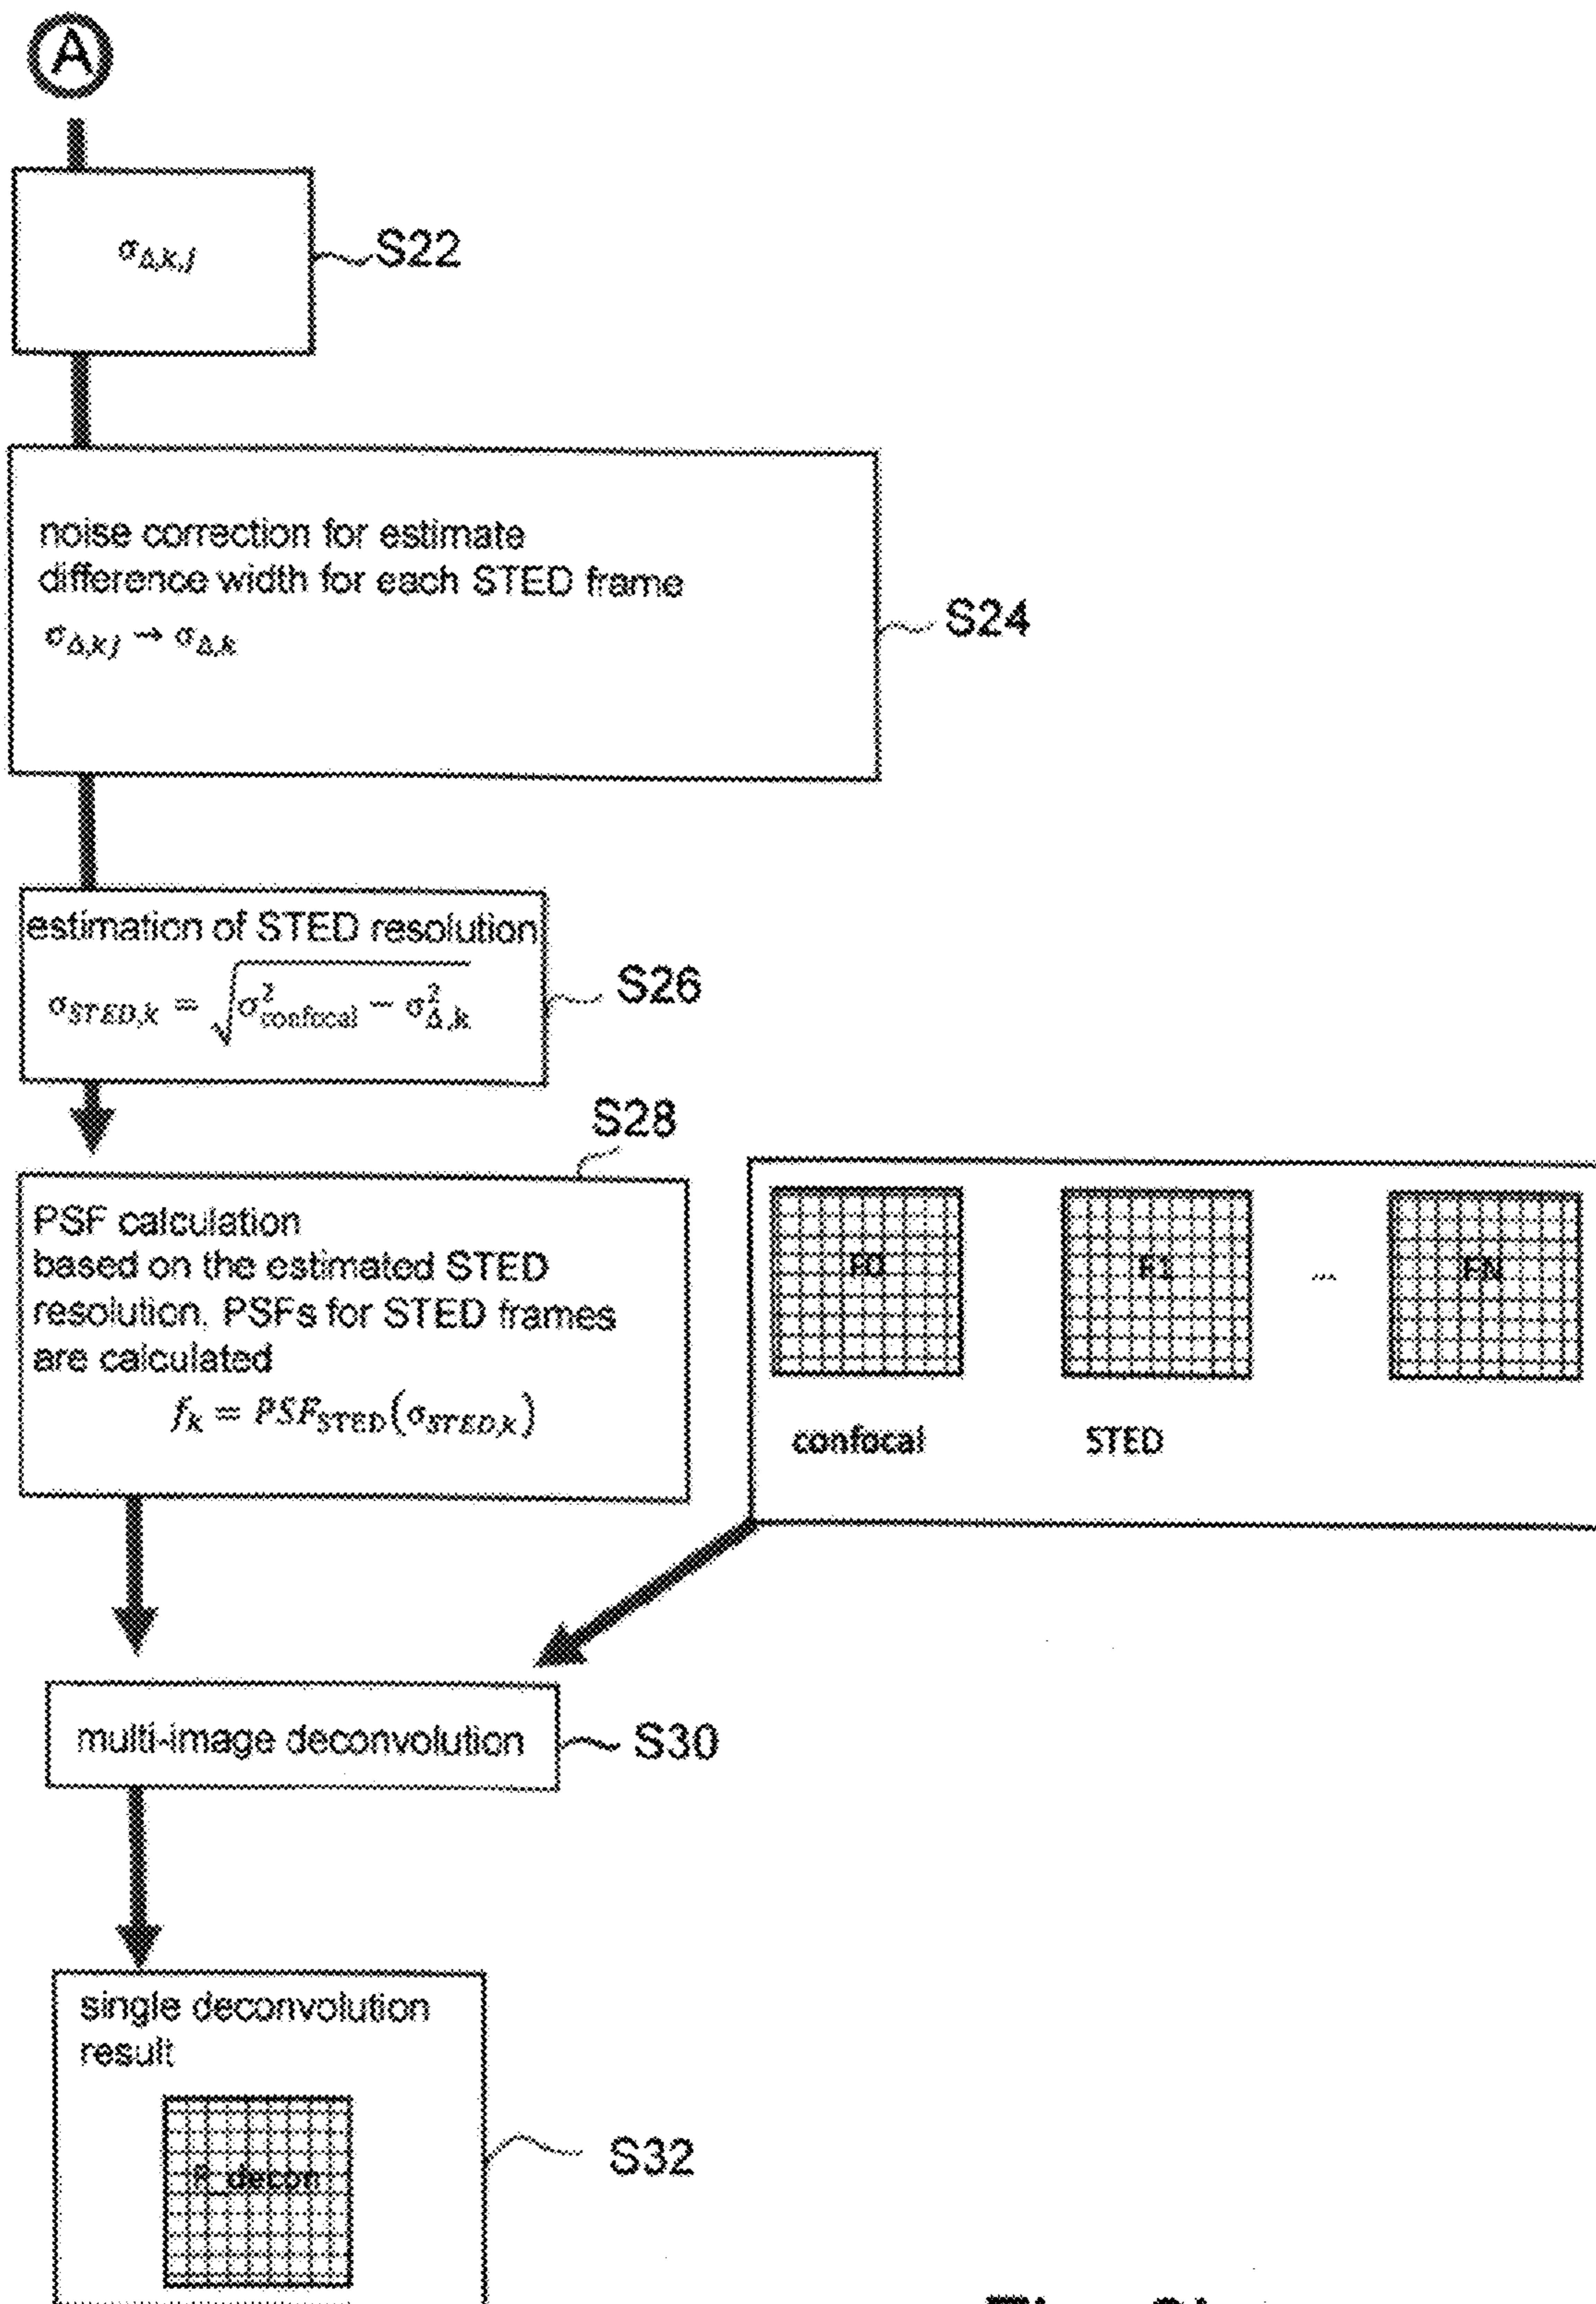 A
σΔ,k,j
S22
noise correction for estimate
difference width for each STED frame
σΔ,kj → σΔ,k
S24
estimation of STED resolution
σSTED,k = √σ²confocal − σ²Δ,k
S26
S28
PSF calculation
based on the estimated STED
resolution, PSFs for STED frames
are calculated
fk = PSFSTED(σSTED,k)
F0 F1 ... FN
confocal STED
multi-image deconvolution
S30
single deconvolution
result
R_decon
S32